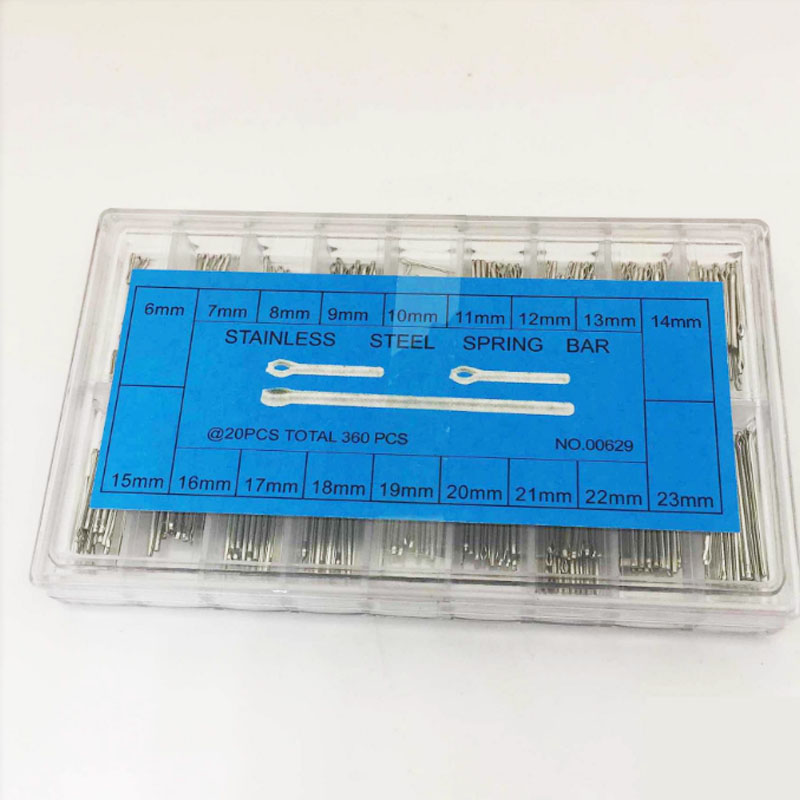 6mm 7mm 8mm 9mm 10mm 11mm 12mm 13mm 14mm
STAINLESS STEEL SPRING BAR
@20PCS TOTAL 360 PCS NO.00629
15mm 16mm 17mm 18mm 19mm 20mm 21mm 22mm 23mm